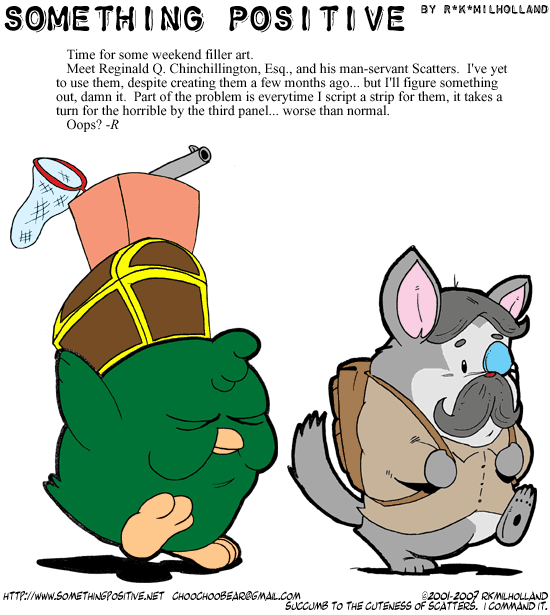 SOMETHING POSITIVE BY R*K*MILHOLLAND
Time for some weekend filler art.
Meet Reginald Q. Chinchillington, Esq., and his man-servant Scatters. I've yet
to use them, despite creating them a few months ago... but I'll figure something
out, damn it. Part of the problem is everytime I script a strip for them, it takes a
turn for the horrible by the third panel... worse than normal.
Oops? -R
HTTP://WWW.SOMETHINGPOSITIVE.NET CHOOCHOOBEAR@GMAIL.COM ©2001-2007 RKMILHOLLAND
SUCCUMB TO THE CUTENESS OF SCATTERS. I COMMAND IT.